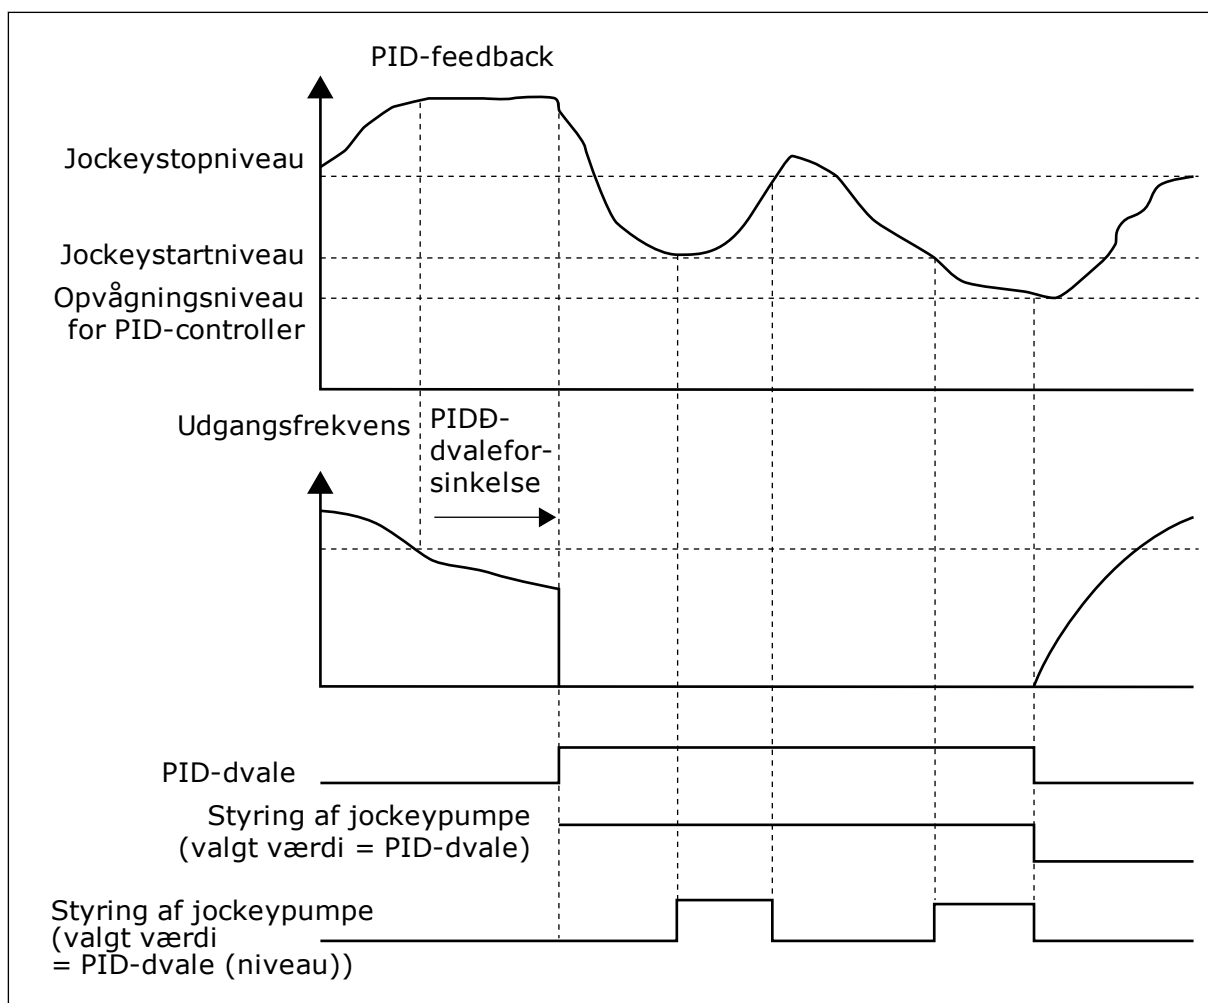 PID-feedback
Jockeystopniveau
Jockeystartniveau
Opvågningsniveau
for PID-controller
Udgangsfrekvens
PIDĐ-
dvalefor-
sinkelse
PID-dvale
Styring af jockeypumpe
(valgt værdi = PID-dvale)
Styring af jockeypumpe
(valgt værdi
= PID-dvale (niveau))